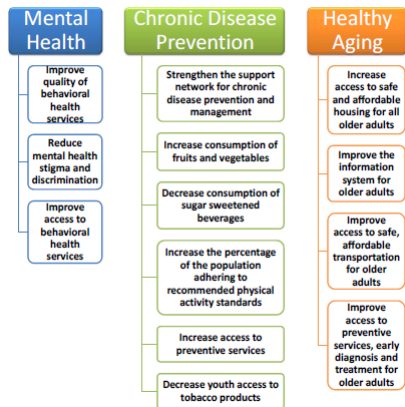 Mental
Health
Improve
quality of
behavioral
health
services
Reduce
mental health
stigma and
discrimination
Improve
access to
behavioral
health
services
Chronic Disease
Prevention
Strengthen the support
network for chronic
disease prevention and
management
Increase consumption of
fruits and vegetables
Decrease consumption of
sugar sweetened
beverages
Increase the percentage
of the population
adhering to
recommended physical
activity standards
Increase access to
preventive services
Decrease youth access to
tobacco products
Healthy
Aging
Increase
access to safe
and affordable
housing for all
older adults
Improve the
information
system for
older adults
Improve
access to safe,
affordable
transportation
for older
adults
Improve
access to
preventive
services, early
diagnosis and
treatment for
older adults